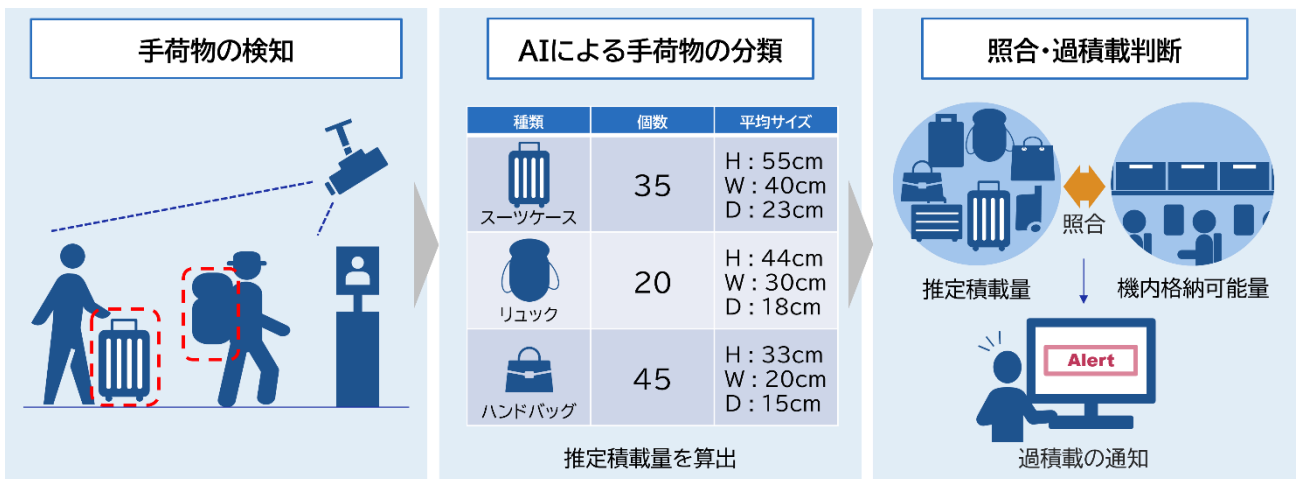 手荷物の検知
AIによる手荷物の分類
種類 個数 平均サイズ
スーツケース
35
H：55cm
W：40cm
D：23cm
リュック
20
H：44cm
W：30cm
D：18cm
ハンドバッグ
45
H：33cm
W：20cm
D：15cm
推定積載量を算出
照合・過積載判断
照合
推定積載量
機内格納可能量
Alert
過積載の通知